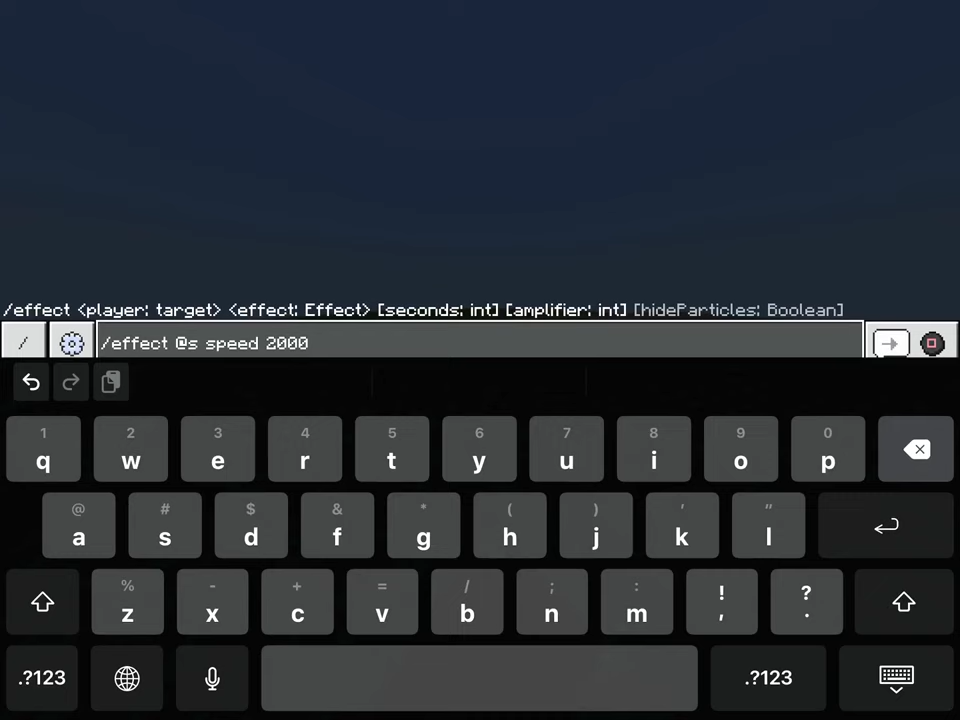 /effect <player: target> <effect: Effect> [seconds: int] [amplifier: int] [hideParticles: Boolean]
/ /effect @s speed 2000
1 2 3 4 5 6 7 8 9 0
q w e r t y u i o p
@ # $ & * ( ) ' "
a s d f g h j k l
% - + = / ; : ! ?
z x c v b n m , .
.?123 .?123